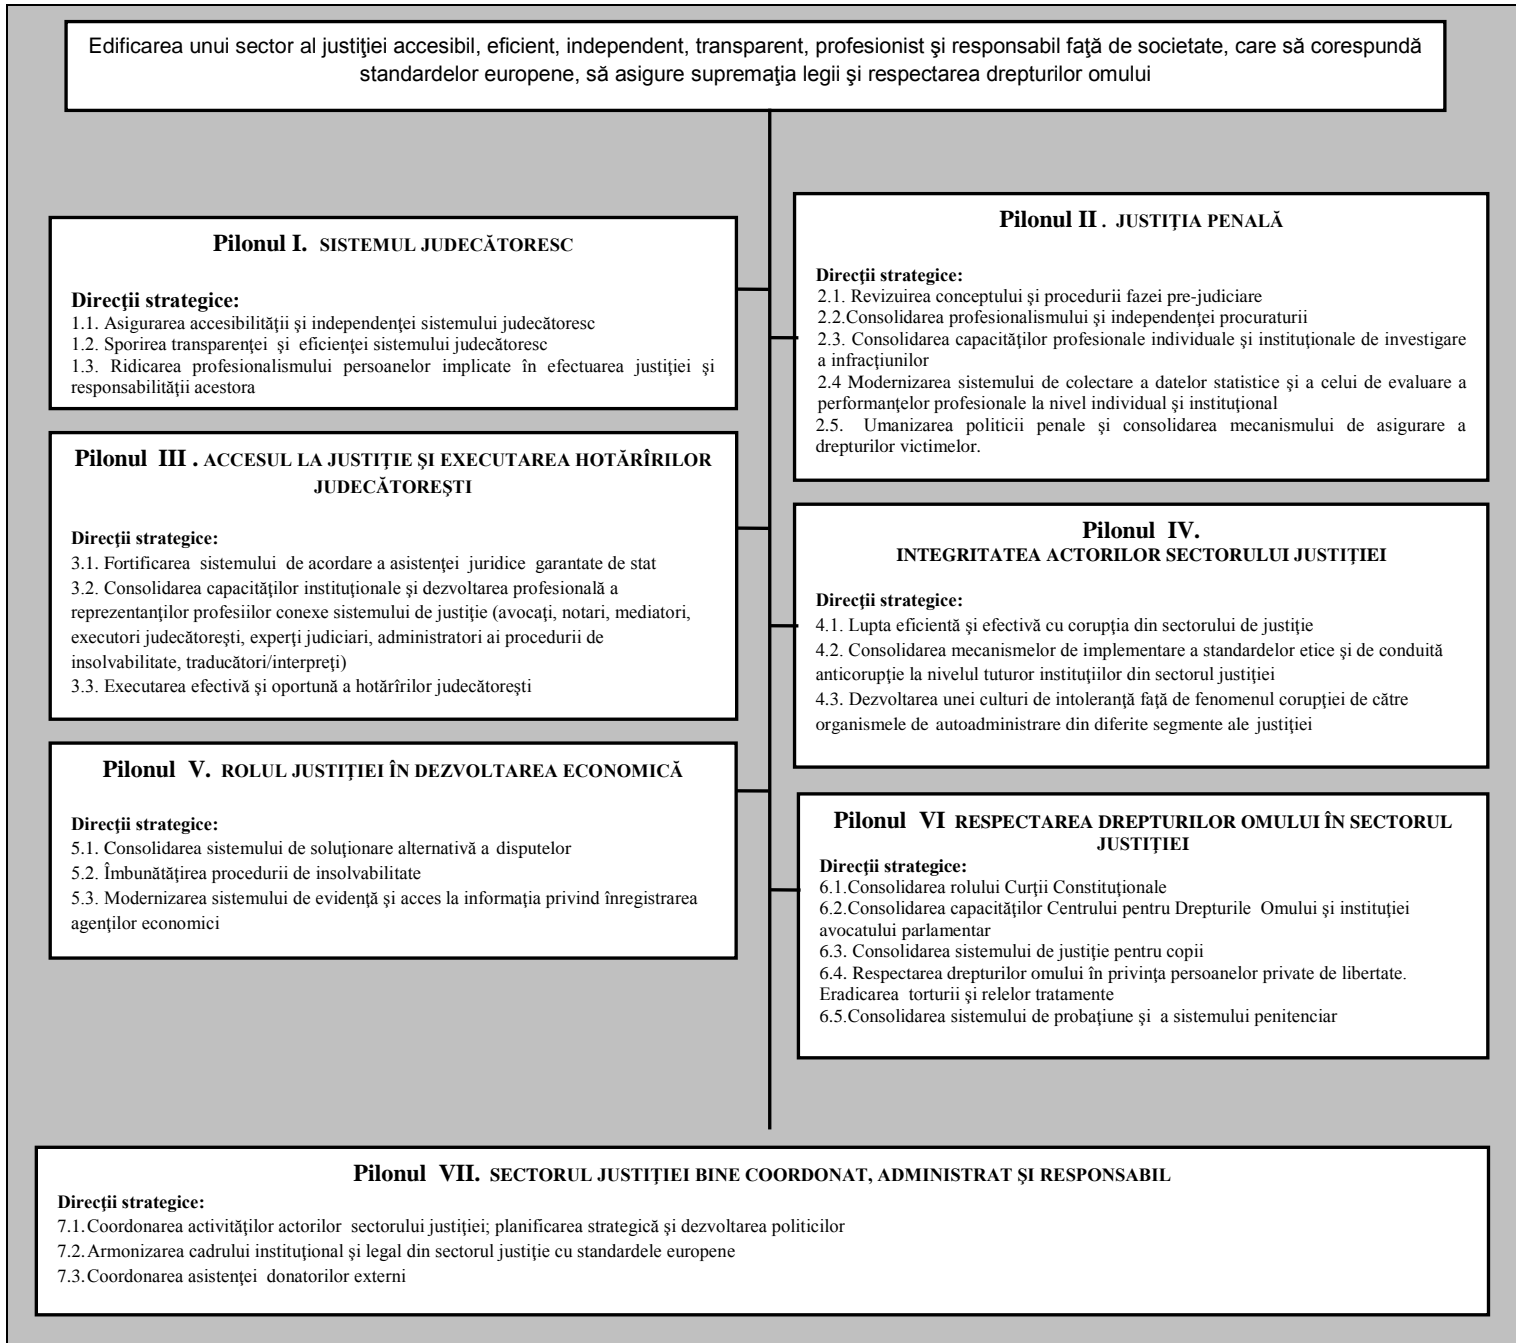 Edificarea unui sector al justiţiei accesibil, eficient, independent, transparent, profesionist şi responsabil faţă de societate, care să corespundă
standardelor europene, să asigure supremaţia legii şi respectarea drepturilor omului
Pilonul I. SISTEMUL JUDECĂTORESC
Direcţii strategice:
1.1. Asigurarea accesibilităţii şi independenţei sistemului judecătoresc
1.2. Sporirea transparenţei şi eficienţei sistemului judecătoresc
1.3. Ridicarea profesionalismului persoanelor implicate în efectuarea justiţiei şi
responsabilităţii acestora
Pilonul II . JUSTIŢIA PENALĂ
Direcţii strategice:
2.1. Revizuirea conceptului şi procedurii fazei pre-judiciare
2.2.Consolidarea profesionalismului şi independenţei procuraturii
2.3. Consolidarea capacităţilor profesionale individuale şi instituţionale de investigare
a infracţiunilor
2.4 Modernizarea sistemului de colectare a datelor statistice şi a celui de evaluare a
performanţelor profesionale la nivel individual şi instituţional
2.5. Umanizarea politicii penale şi consolidarea mecanismului de asigurare a
drepturilor victimelor.
Pilonul III . ACCESUL LA JUSTIŢIE ŞI EXECUTAREA HOTĂRÎRILOR
JUDECĂTOREŞTI
Direcţii strategice:
3.1. Fortificarea sistemului de acordare a asistenţei juridice garantate de stat
3.2. Consolidarea capacităţilor instituţionale şi dezvoltarea profesională a
reprezentanţilor profesiilor conexe sistemului de justiţie (avocaţi, notari, mediatori,
executori judecătoreşti, experţi judiciari, administratori ai procedurii de
insolvabilitate, traducători/interpreţi)
3.3. Executarea efectivă şi oportună a hotărîrilor judecătoreşti
Pilonul IV.
INTEGRITATEA ACTORILOR SECTORULUI JUSTIŢIEI
Direcţii strategice:
4.1. Lupta eficientă şi efectivă cu corupţia din sectorului de justiţie
4.2. Consolidarea mecanismelor de implementare a standardelor etice şi de conduită
anticorupţie la nivelul tuturor instituţiilor din sectorul justiţiei
4.3. Dezvoltarea unei culturi de intoleranţă faţă de fenomenul corupţiei de către
organismele de autoadministrare din diferite segmente ale justiţiei
Pilonul V. ROLUL JUSTIŢIEI ÎN DEZVOLTAREA ECONOMICĂ
Direcţii strategice:
5.1. Consolidarea sistemului de soluţionare alternativă a disputelor
5.2. Îmbunătăţirea procedurii de insolvabilitate
5.3. Modernizarea sistemului de evidenţă şi acces la informaţia privind înregistrarea
agenţilor economici
Pilonul VI RESPECTAREA DREPTURILOR OMULUI ÎN SECTORUL
JUSTIŢIEI
Direcţii strategice:
6.1.Consolidarea rolului Curţii Constituţionale
6.2.Consolidarea capacităţilor Centrului pentru Drepturile Omului şi instituţiei
avocatului parlamentar
6.3. Consolidarea sistemului de justiţie pentru copii
6.4. Respectarea drepturilor omului în privinţa persoanelor private de libertate.
Eradicarea torturii şi relelor tratamente
6.5.Consolidarea sistemului de probaţiune şi a sistemului penitenciar
Pilonul VII. SECTORUL JUSTIŢIEI BINE COORDONAT, ADMINISTRAT ŞI RESPONSABIL
Direcţii strategice:
7.1.Coordonarea activităţilor actorilor sectorului justiţiei; planificarea strategică şi dezvoltarea politicilor
7.2.Armonizarea cadrului instituţional şi legal din sectorul justiţie cu standardele europene
7.3.Coordonarea asistenţei donatorilor externi